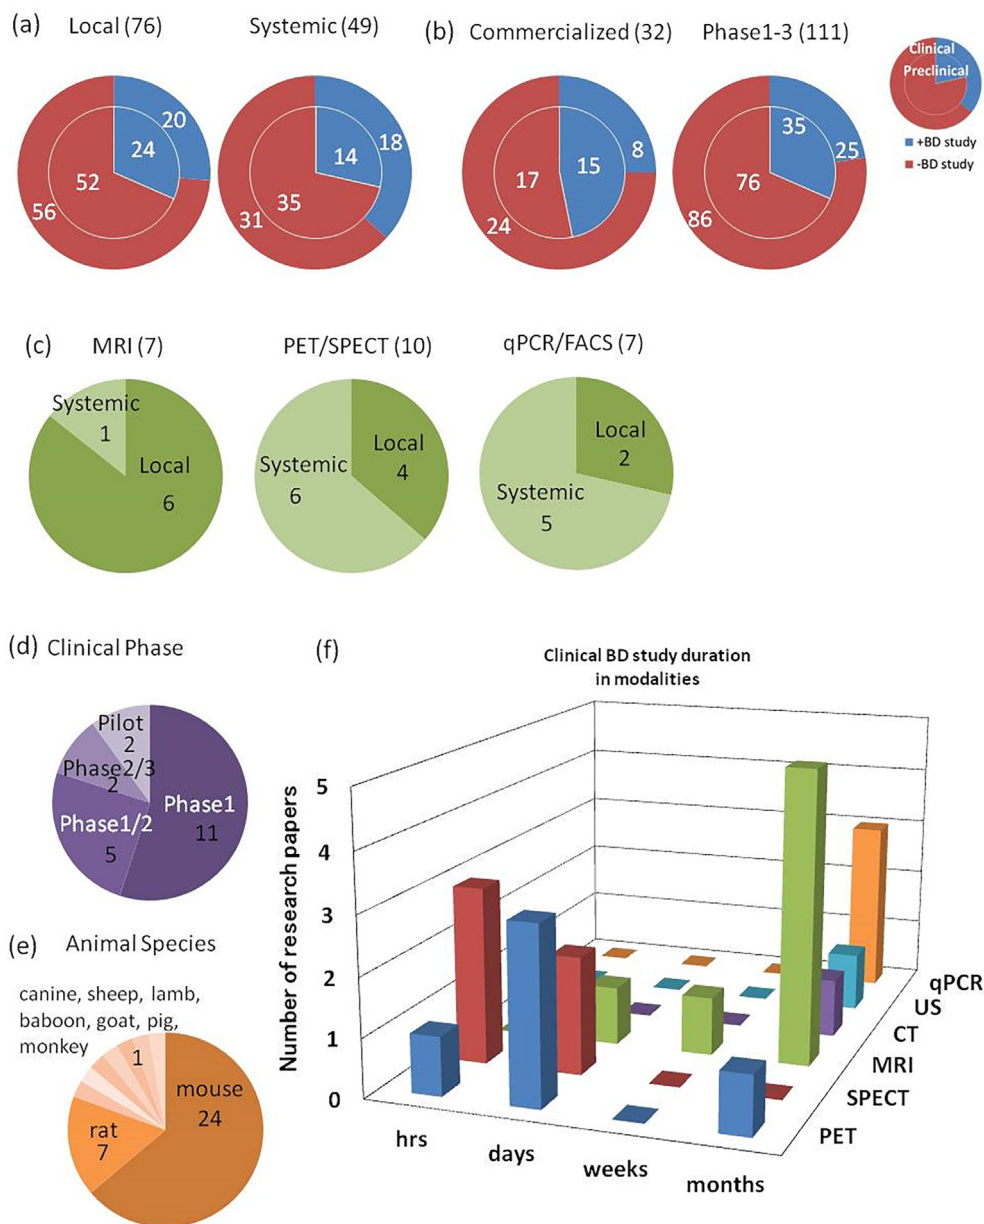 (a)
Local (76)
Systemic (49)
20
24
52
56
18
14
35
31
(b)
Commercialized (32)
Phase1-3 (111)
8
15
17
24
35
25
76
86
Clinical
Preclinical
+BD study
-BD study
(c)
MRI (7)
PET/SPECT (10)
qPCR/FACS (7)
Systemic
1
Local
6
Local
4
Systemic
6
Local
2
Systemic
5
(d)
Clinical Phase
Pilot
2
Phase2/3
2
Phase1
11
Phase1/2
5
(e)
Animal Species
canine, sheep, lamb,
baboon, goat, pig,
monkey
1
mouse
24
rat
7
(f)
Clinical BD study duration
in modalities
Number of research papers
5
4
3
2
1
0
hrs
days
weeks
months
qPCR
US
CT
MRI
SPECT
PET